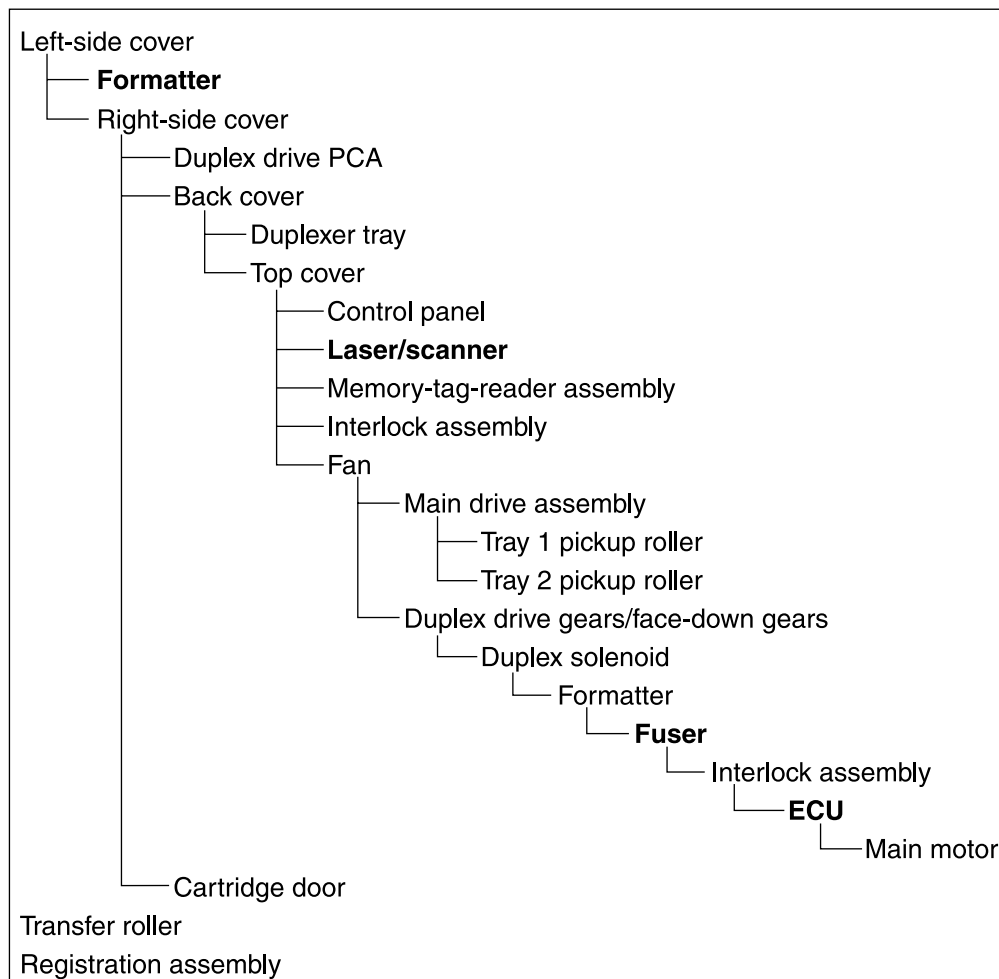 Left-side cover
Formatter
Right-side cover
Duplex drive PCA
Back cover
Duplexer tray
Top cover
Control panel
Laser/scanner
Memory-tag-reader assembly
Interlock assembly
Fan
Main drive assembly
Tray 1 pickup roller
Tray 2 pickup roller
Duplex drive gears/face-down gears
Duplex solenoid
Formatter
Fuser
Interlock assembly
ECU
Main motor
Cartridge door
Transfer roller
Registration assembly